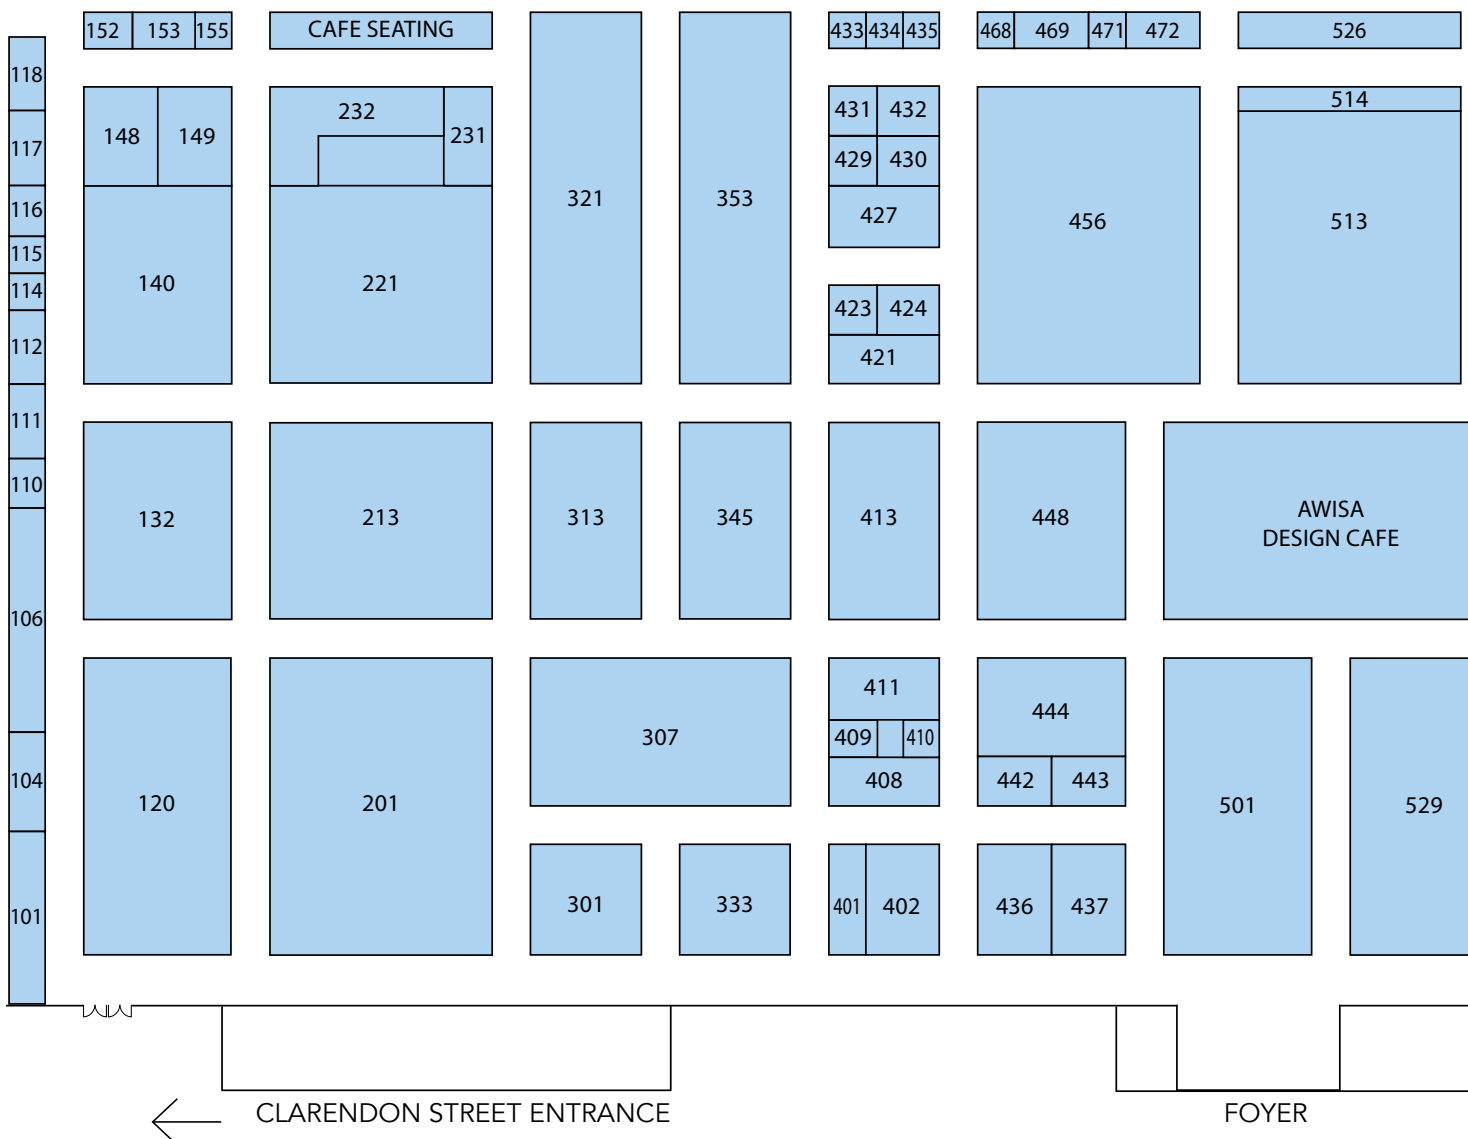 152 153 155 CAFE SEATING 433 434 435 468 469 471 472 526
118
514
232 431 432
148 149 231
117
429 430
321 353
116 427 456 513
115
140 221
114
423 424
112
421
111
110
AWISA
DESIGN CAFE
132 213 313 345 413 448
106
411
444
307 409 410
104 408 442 443
120 201 501 529
101 301 333 401 402 436 437
CLARENDON STREET ENTRANCE FOYER